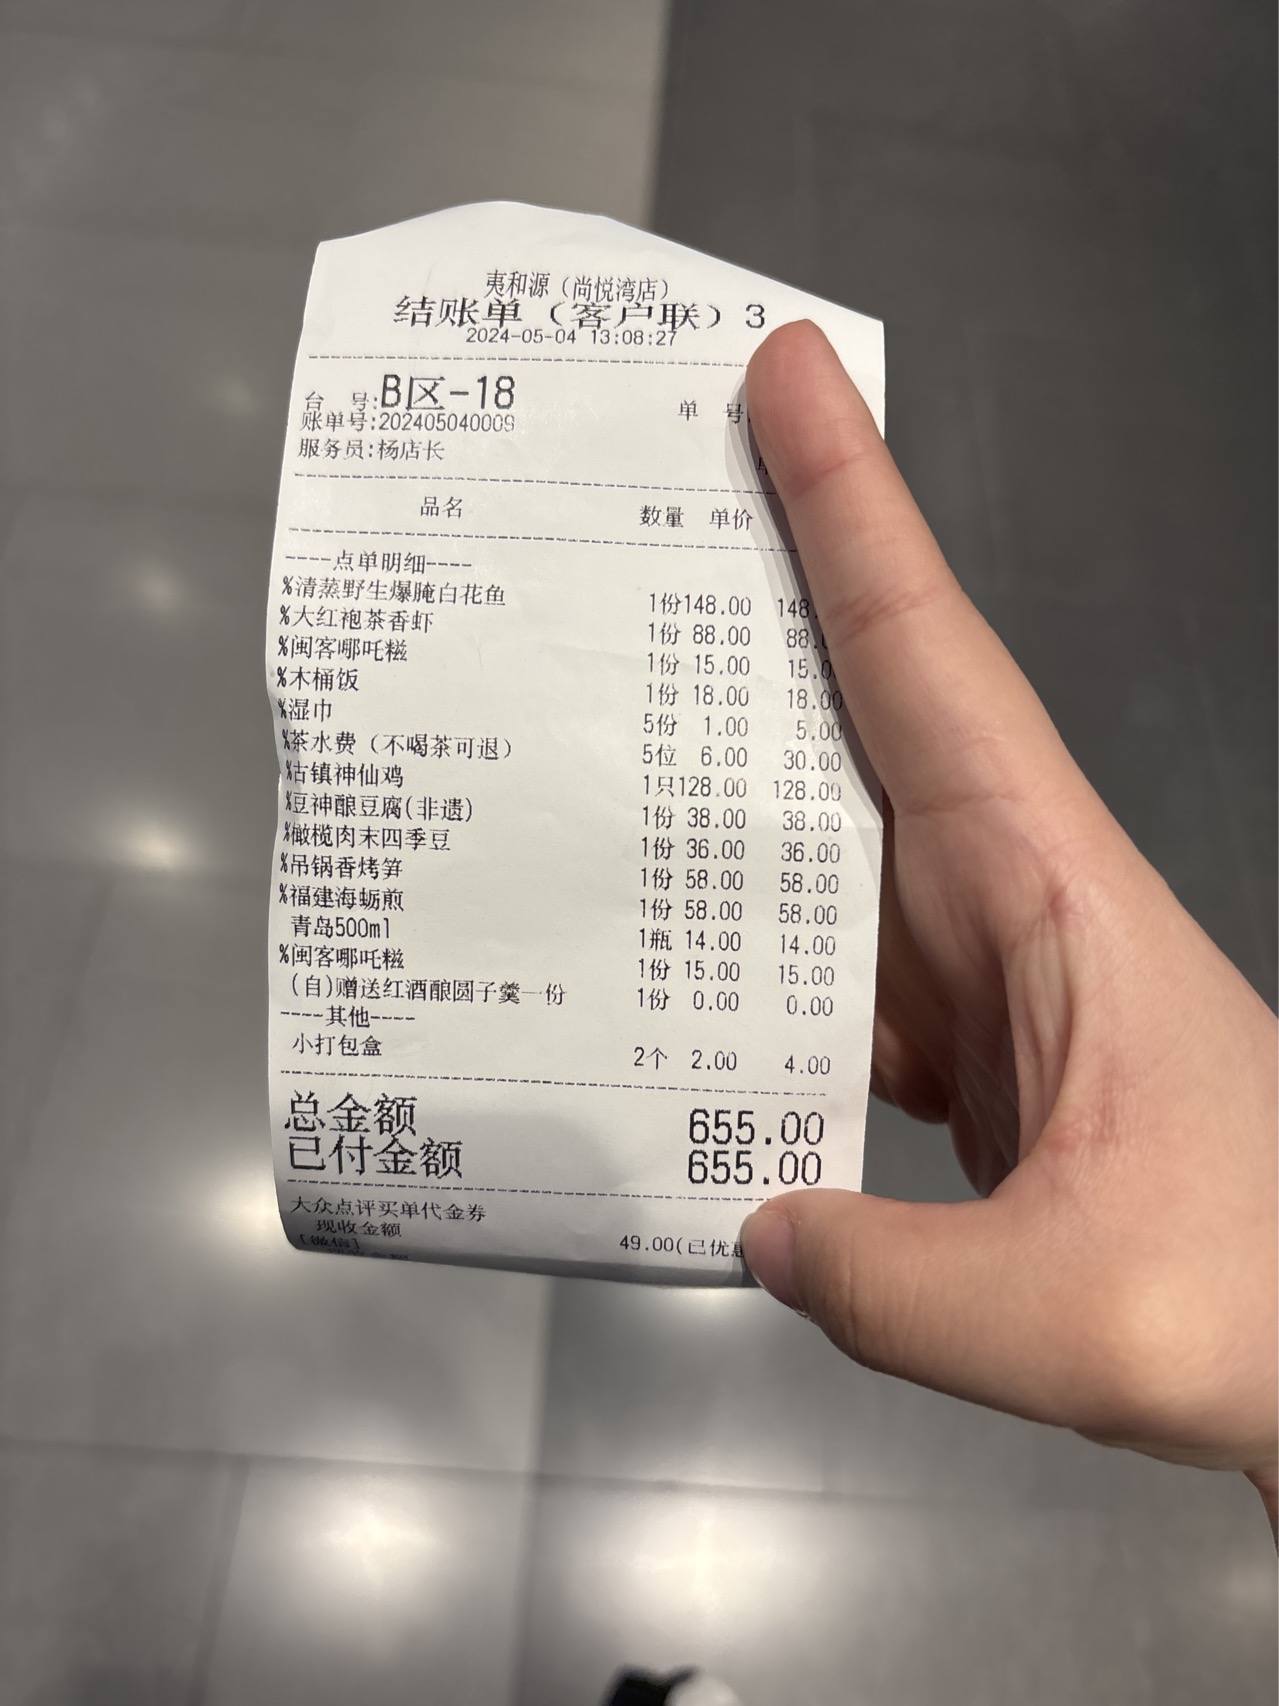 夷和源（尚悦湾店）
结账单（客户联）3
2024-05-04 13:08:27
台 号:B区-18 单 号
账单号:202405040009
服务员:杨店长
品名 数量 单价
----点单明细----
%清蒸野生爆腌白花鱼 1份148.00 148.
%大红袍茶香虾 1份 88.00 88.0
%闽客哪吒糍 1份 15.00 15.00
%木桶饭 1份 18.00 18.00
%湿巾 5份 1.00 5.00
%茶水费（不喝茶可退） 5位 6.00 30.00
%古镇神仙鸡 1只128.00 128.00
%豆神酿豆腐(非遗) 1份 38.00 38.00
%橄榄肉末四季豆 1份 36.00 36.00
%吊锅香烤笋 1份 58.00 58.00
%福建海蛎煎 1份 58.00 58.00
青岛500ml 1瓶 14.00 14.00
%闽客哪吒糍 1份 15.00 15.00
(自)赠送红酒酿圆子羹一份 1份 0.00 0.00
----其他----
小打包盒 2个 2.00 4.00
总金额 655.00
已付金额 655.00
大众点评买单代金券
现收金额 49.00(已优惠
[微信]